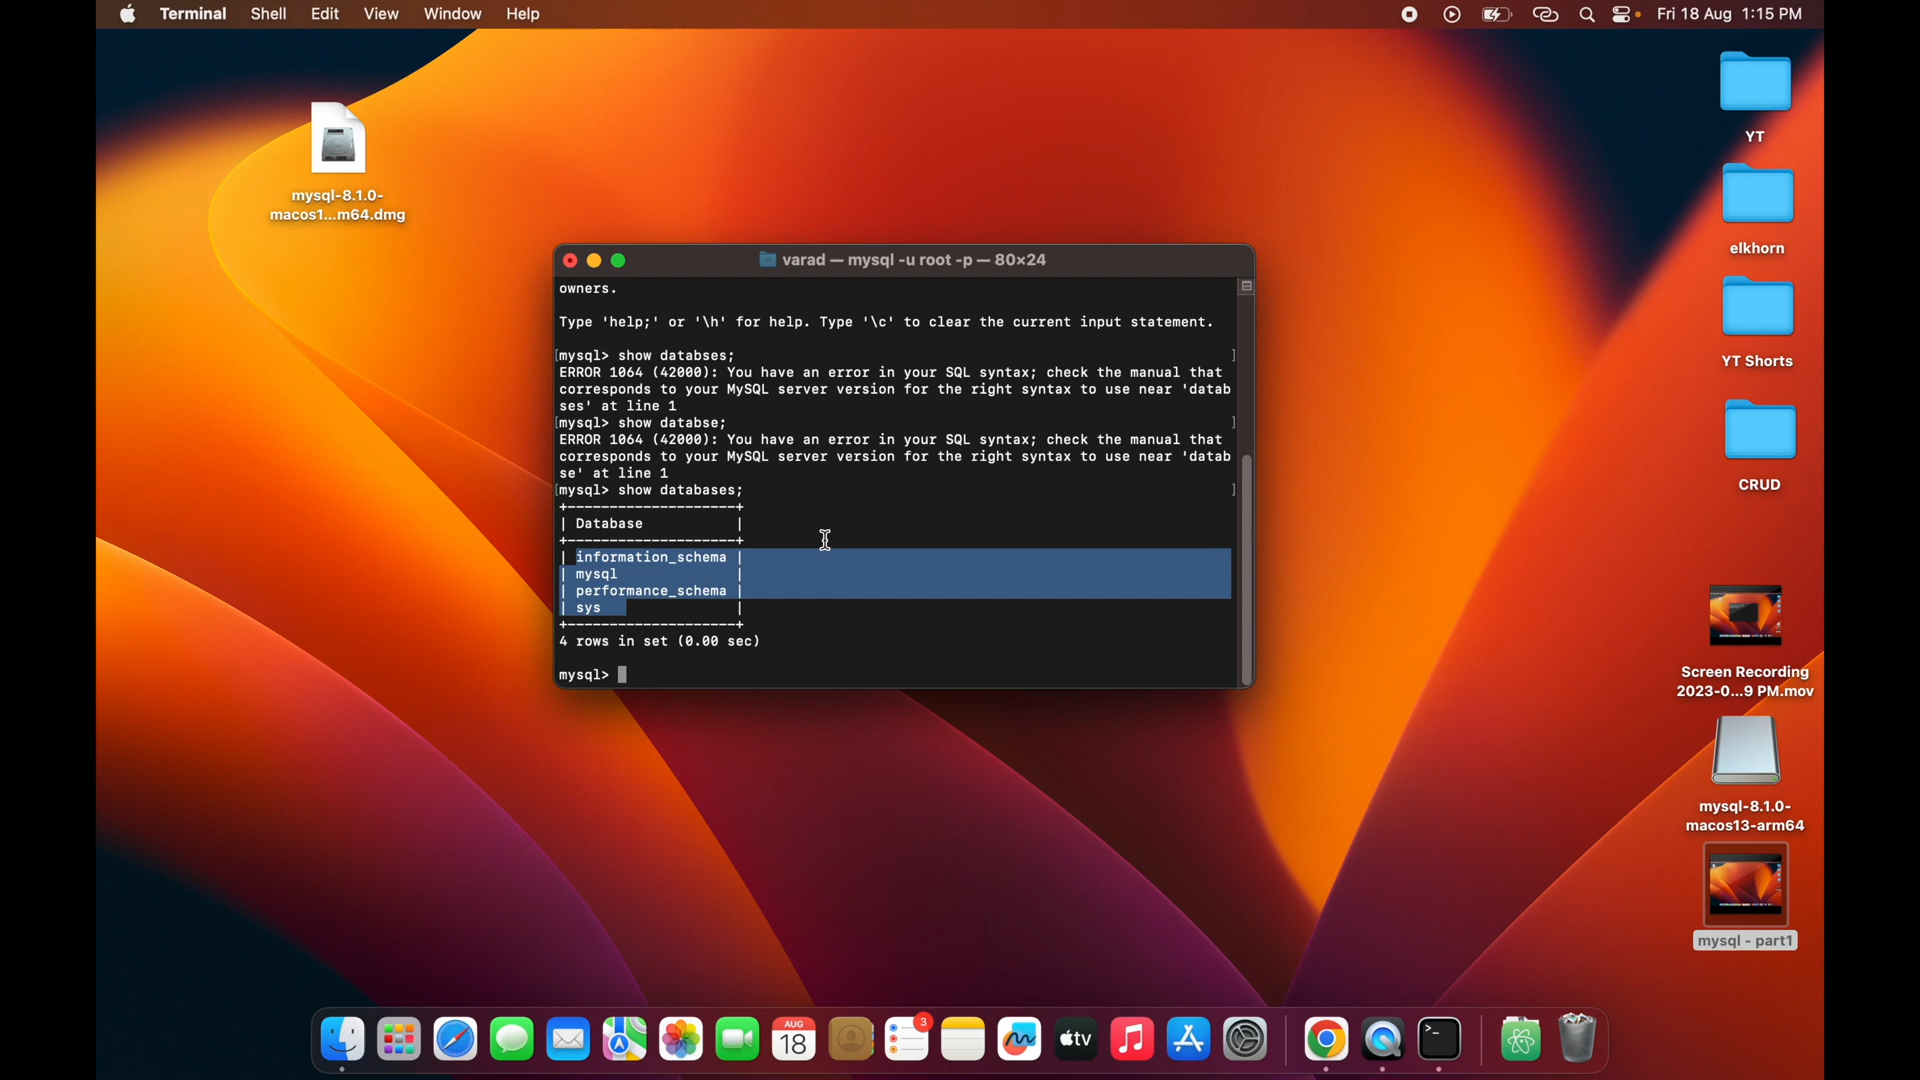 Terminal Shell Edit View Window Help
Fri 18 Aug 1:15 PM
mysql-8.1.0-
macos1...m64.dmg
YT
elkhorn
YT Shorts
CRUD
Screen Recording
2023-0...9 PM.mov
mysql-8.1.0-
macos13-arm64
mysql - part1
varad — mysql -u root -p — 80×24
owners.
Type 'help;' or '\h' for help. Type '\c' to clear the current input statement.
[mysql> show databses; ]
ERROR 1064 (42000): You have an error in your SQL syntax; check the manual that
corresponds to your MySQL server version for the right syntax to use near 'datab
ses' at line 1
[mysql> show databse; ]
ERROR 1064 (42000): You have an error in your SQL syntax; check the manual that
corresponds to your MySQL server version for the right syntax to use near 'datab
se' at line 1
[mysql> show databases; ]
+--------------------+
| Database |
+--------------------+
| information_schema |
| mysql |
| performance_schema |
| sys |
+--------------------+
4 rows in set (0.00 sec)
mysql>
AUG
18
3
tv
>_